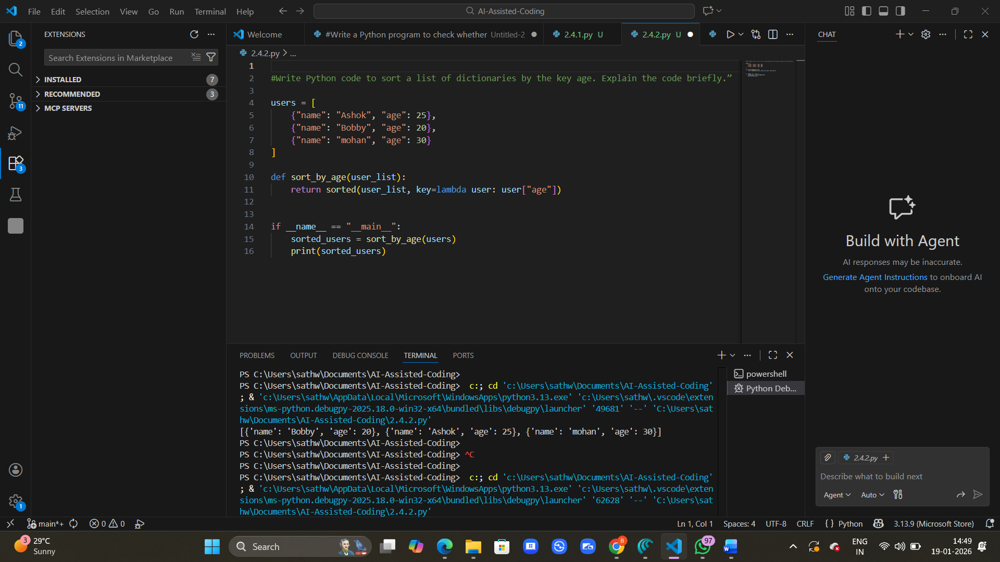 File Edit Selection View Go Run Terminal Help
AI-Assisted-Coding
EXTENSIONS
Search Extensions in Marketplace
INSTALLED 7
RECOMMENDED 3
MCP SERVERS
2
11
3
1
Welcome
#Write a Python program to check whether Untitled-2
2.4.1.py U
2.4.2.py U
2.4.2.py > ...
1
2 #Write Python code to sort a list of dictionaries by the key age. Explain the code briefly.”
3
4 users = [
5 {"name": "Ashok", "age": 25},
6 {"name": "Bobby", "age": 20},
7 {"name": "mohan", "age": 30}
8 ]
9
10 def sort_by_age(user_list):
11 return sorted(user_list, key=lambda user: user["age"])
12
13
14 if __name__ == "__main__":
15 sorted_users = sort_by_age(users)
16 print(sorted_users)
PROBLEMS OUTPUT DEBUG CONSOLE TERMINAL PORTS
PS C:\Users\sathw\Documents\AI-Assisted-Coding>
PS C:\Users\sathw\Documents\AI-Assisted-Coding> c:; cd 'c:\Users\sathw\Documents\AI-Assisted-Coding'
; & 'c:\Users\sathw\AppData\Local\Microsoft\WindowsApps\python3.13.exe' 'c:\Users\sathw\.vscode\exten
sions\ms-python.debugpy-2025.18.0-win32-x64\bundled\libs\debugpy\launcher' '49681' '--' 'C:\Users\sat
hw\Documents\AI-Assisted-Coding\2.4.2.py'
[{'name': 'Bobby', 'age': 20}, {'name': 'Ashok', 'age': 25}, {'name': 'mohan', 'age': 30}]
PS C:\Users\sathw\Documents\AI-Assisted-Coding>
PS C:\Users\sathw\Documents\AI-Assisted-Coding> ^C
PS C:\Users\sathw\Documents\AI-Assisted-Coding>
PS C:\Users\sathw\Documents\AI-Assisted-Coding> c:; cd 'c:\Users\sathw\Documents\AI-Assisted-Coding'
; & 'c:\Users\sathw\AppData\Local\Microsoft\WindowsApps\python3.13.exe' 'c:\Users\sathw\.vscode\exten
sions\ms-python.debugpy-2025.18.0-win32-x64\bundled\libs\debugpy\launcher' '62628' '--' 'C:\Users\sat
hw\Documents\AI-Assisted-Coding\2.4.2.py'
powershell
Python Deb...
CHAT
Build with Agent
AI responses may be inaccurate.
Generate Agent Instructions to onboard AI
onto your codebase.
2.4.2.py
Describe what to build next
Agent Auto
main*+ 0 0
Ln 1, Col 1 Spaces: 4 UTF-8 CRLF {} Python 3.13.9 (Microsoft Store)
3
29°C
Sunny
Search
B
97
ENG
IN
14:49
19-01-2026